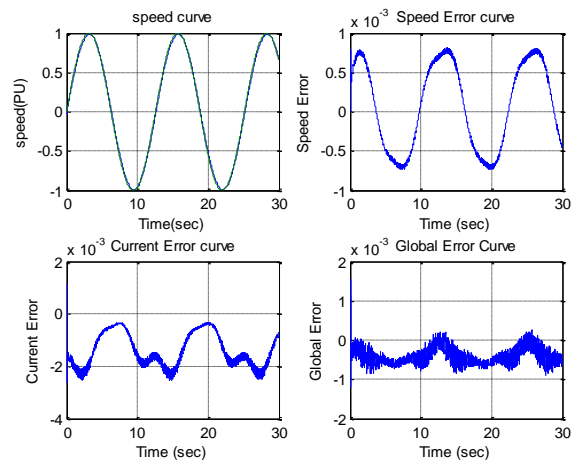 speed curve
1
0.5
0
-0.5
-1
speed(PU)
0 10 20 30
Time(sec)
x 10^-3
Speed Error curve
1
0.5
0
-0.5
-1
Speed Error
0 10 20 30
Time (sec)
x 10^-3
Current Error curve
2
0
-2
-4
Current Error
0 10 20 30
Time (sec)
x 10^-3
Global Error Curve
2
1
0
-1
-2
Global Error
0 10 20 30
Time (sec)